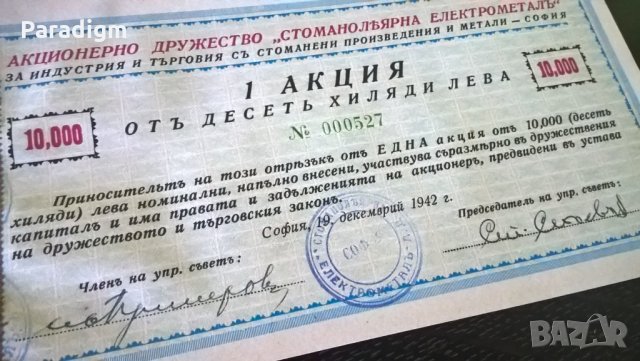 Paradigm
АКЦИОНЕРНО ДРУЖЕСТВО „СТОМАНОЛѢЯРНА ЕЛЕКТРОМЕТАЛЪ“
ЗА ИНДУСТРИЯ И ТЪРГОВИЯ СЪ СТОМАНЕНИ ПРОИЗВЕДЕНИЯ И МЕТАЛИ — СОФИЯ
1 АКЦИЯ
ОТЪ ДЕСЕТЬ ХИЛЯДИ ЛЕВА
10,000
10,000
№ 000527
Приносительтъ на този отрѣзъкъ отъ ЕДНА акция отъ 10,000 (десеть
хиляди) лева номинални, напълно внесени, участвува съразмѣрно въ дружествения
капиталъ и има правата и задълженията на акционеръ, предвидени въ устава
на дружеството и търговския законъ.
София, декемврий 1942 г.
Членъ на упр. съветъ:
Председатель на упр. съветъ:
СОФ
„ЕЛЕКТРОМЕТАЛЪ“
BAZAR